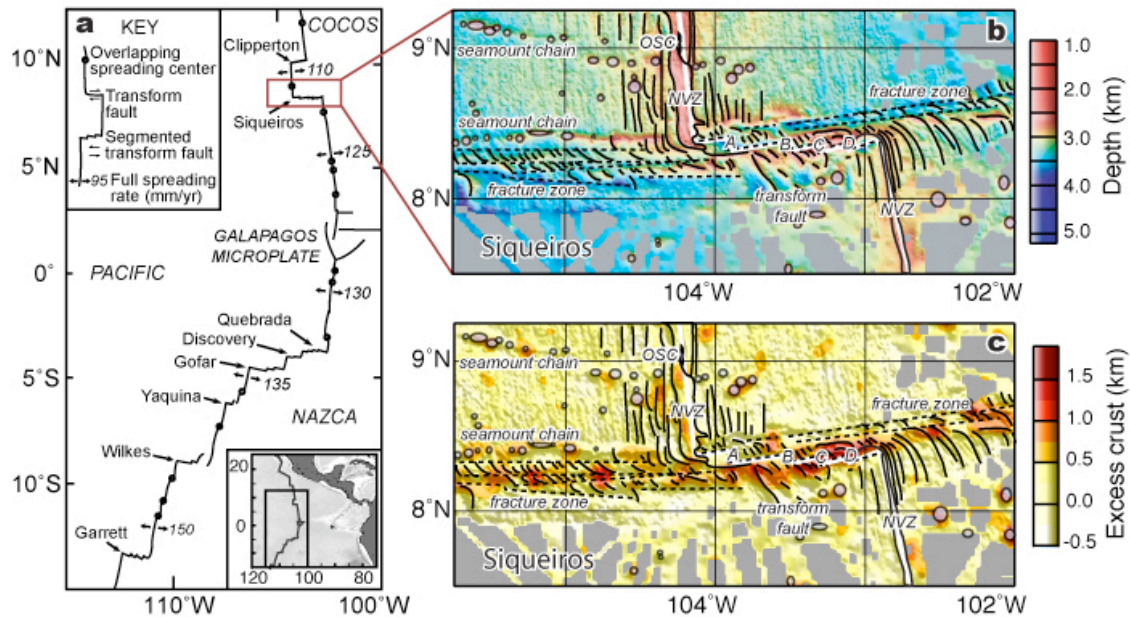 a
KEY
Overlapping
spreading center
Transform
fault
Segmented
transform fault
95 Full spreading
rate (mm/yr)
10°N
5°N
0°
5°S
10°S
110°W
100°W
COCOS
Clipperton
110
Siqueiros
125
GALAPAGOS
MICROPLATE
PACIFIC
130
Quebrada
Discovery
Gofar
135
Yaquina
NAZCA
Wilkes
150
Garrett
20
0
120
100
80
b
9°N
8°N
OSC
seamount chain
NVZ
fracture zone
seamount chain
A.
B.
C.
D.
fracture zone
transform
fault
NVZ
Siqueiros
104°W
102°W
1.0
2.0
3.0
4.0
5.0
Depth (km)
c
9°N
8°N
OSC
seamount chain
NVZ
fracture zone
seamount chain
A.
B.
C.
D.
fracture zone
transform
fault
NVZ
Siqueiros
104°W
102°W
1.5
1.0
0.5
0.0
-0.5
Excess crust (km)